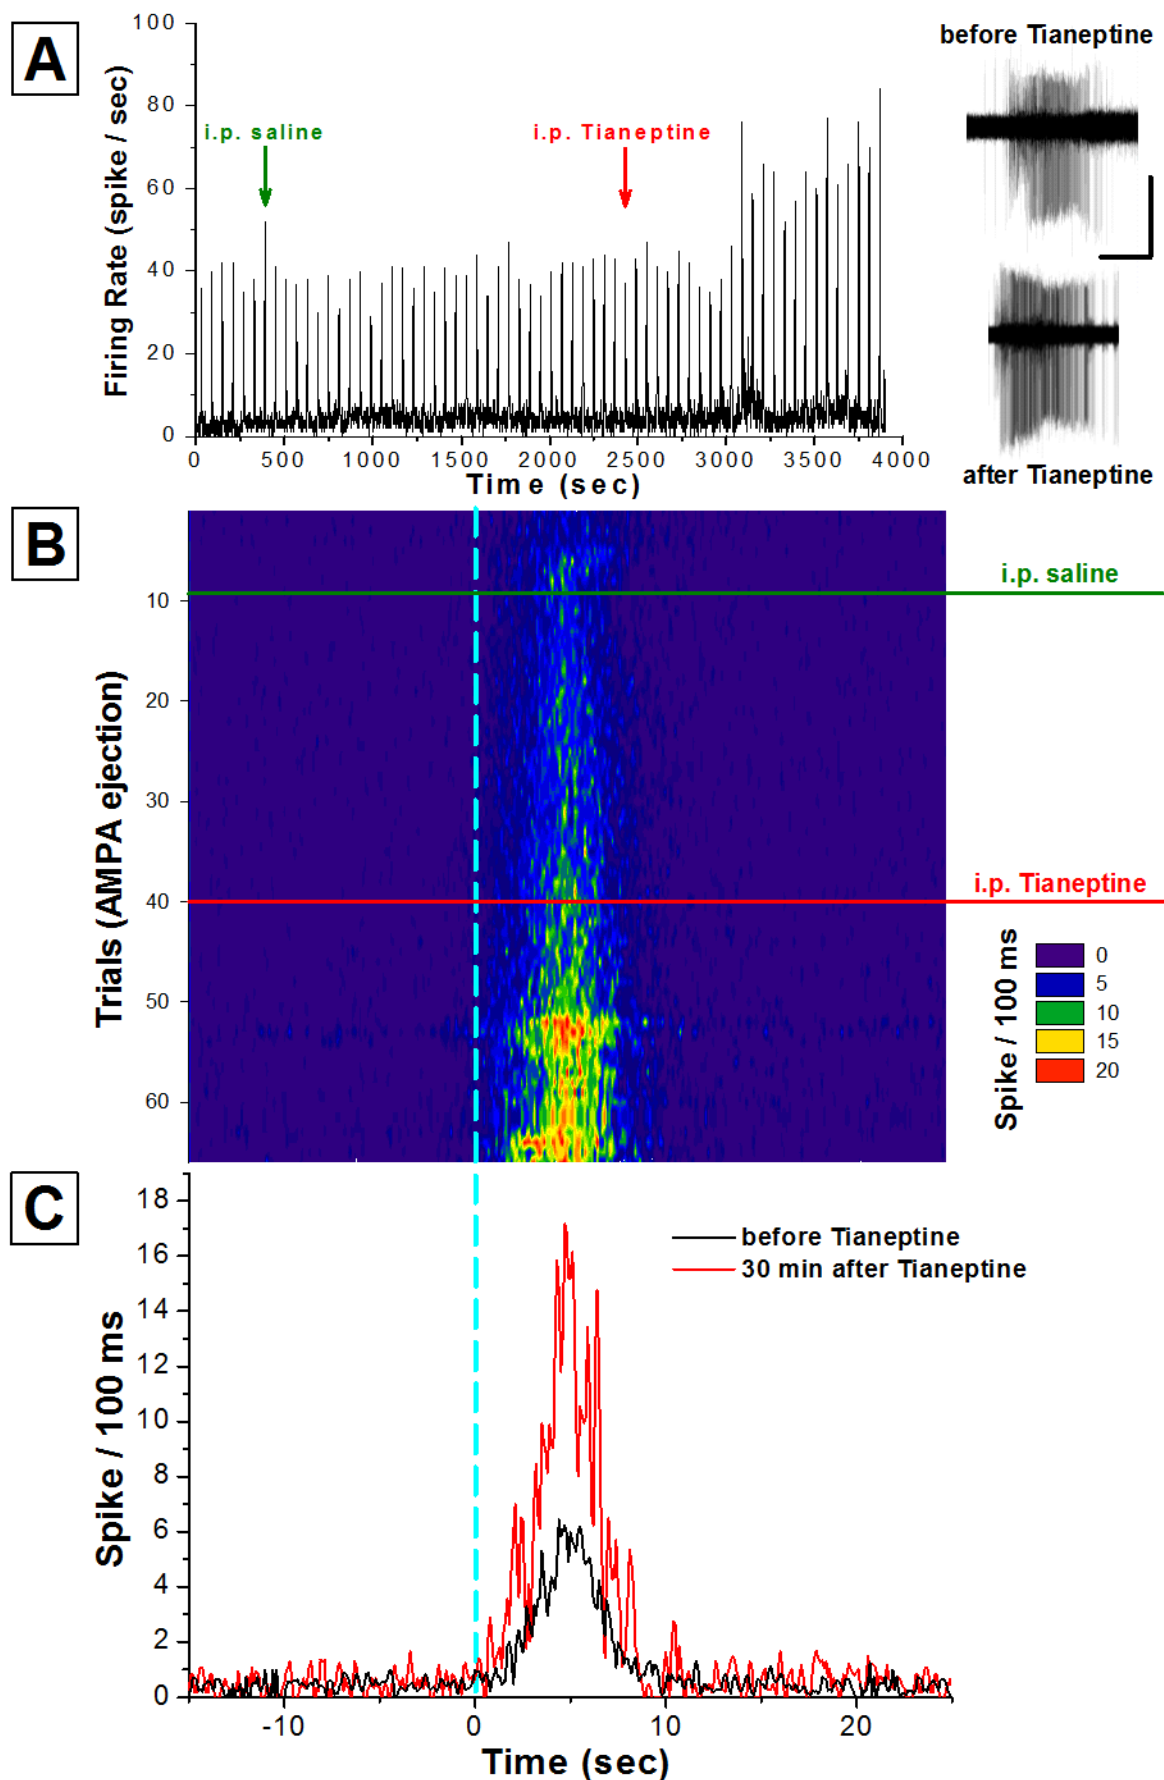 A
100
80
60
40
20
0
Firing Rate (spike / sec)
i.p. saline
i.p. Tianeptine
0 500 1000 1500 2000 2500 3000 3500 4000
Time (sec)
before Tianeptine
after Tianeptine
B
10
20
30
40
50
60
Trials (AMPA ejection)
i.p. saline
i.p. Tianeptine
Spike / 100 ms
0
5
10
15
20
C
18
16
14
12
10
8
6
4
2
0
Spike / 100 ms
before Tianeptine
30 min after Tianeptine
-10 0 10 20
Time (sec)